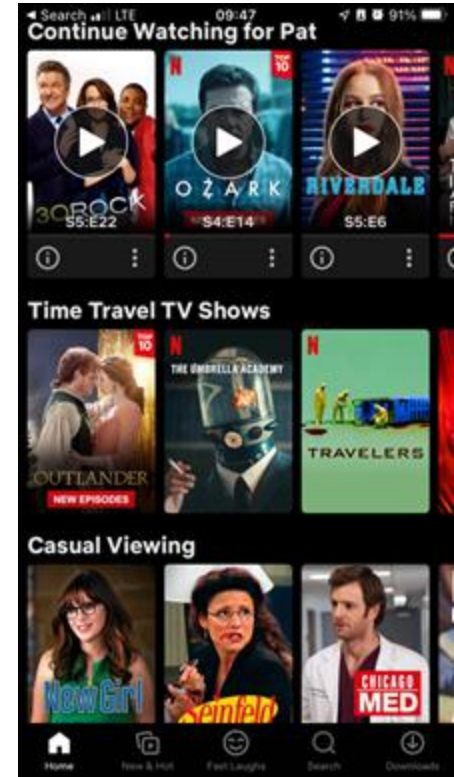 Search LTE 09:47 91%
Continue Watching for Pat
TOP 10
30 ROCK
OZARK
RIVERDALE
S5:E22
S4:E14
S5:E6
Time Travel TV Shows
TOP 10
THE UMBRELLA ACADEMY
OUTLANDER
TRAVELERS
NEW EPISODES
Casual Viewing
New Girl
Seinfeld
CHICAGO MED
Home New & Hot Fast Laughs Search Downloads